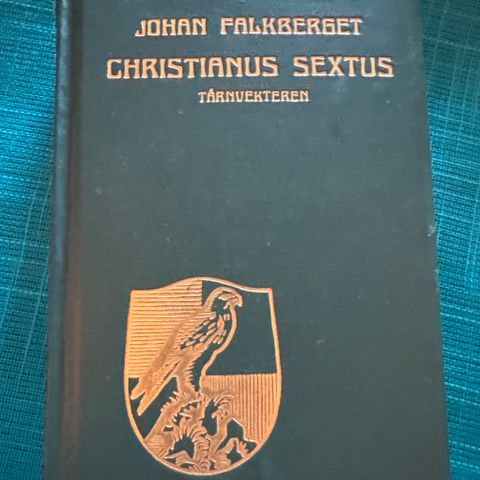 JOHAN FALKBERGET
CHRISTIANUS SEXTUS
TÅRNVEKTEREN